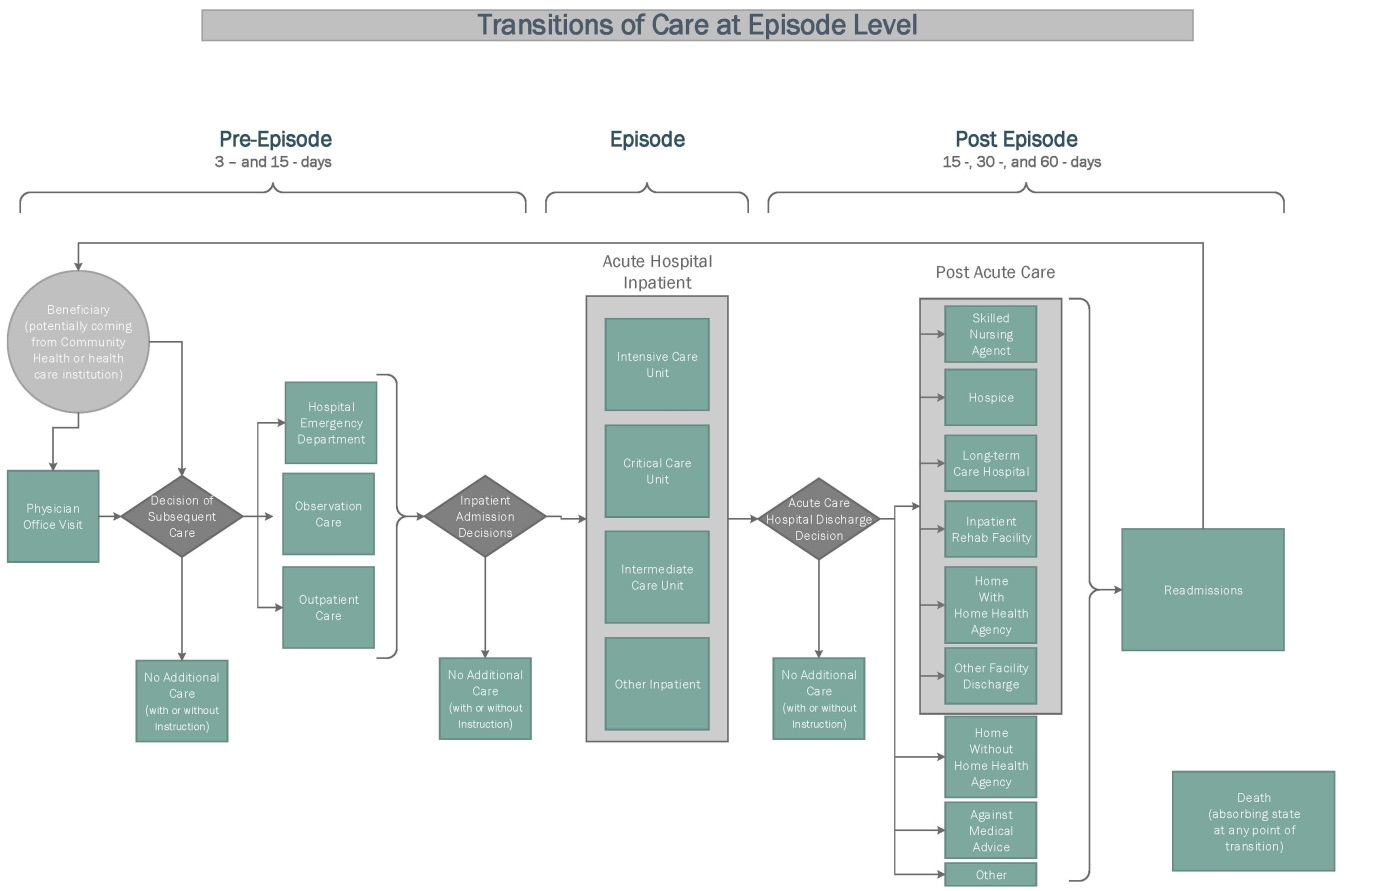 Transitions of Care at Episode Level
Pre-Episode
3 – and 15 - days
Episode
Post Episode
15 -, 30 -, and 60 - days
Beneficiary
(potentially coming
from Community
Health or health
care institution)
Physician
Office Visit
Decision of
Subsequent
Care
No Additional
Care
(with or without
Instruction)
Hospital
Emergency
Department
Observation
Care
Outpatient
Care
Inpatient
Admission
Decisions
No Additional
Care
(with or without
Instruction)
Acute Hospital
Inpatient
Intensive Care
Unit
Critical Care
Unit
Intermediate
Care Unit
Other Inpatient
Acute Care
Hospital Discharge
Decision
No Additional
Care
(with or without
Instruction)
Post Acute Care
Skilled
Nursing
Agenct
Hospice
Long-term
Care Hospital
Inpatient
Rehab Facility
Home
With
Home Health
Agency
Other Facility
Discharge
Home
Without
Home Health
Agency
Against
Medical
Advice
Other
Readmissions
Death
(absorbing state
at any point of
transition)